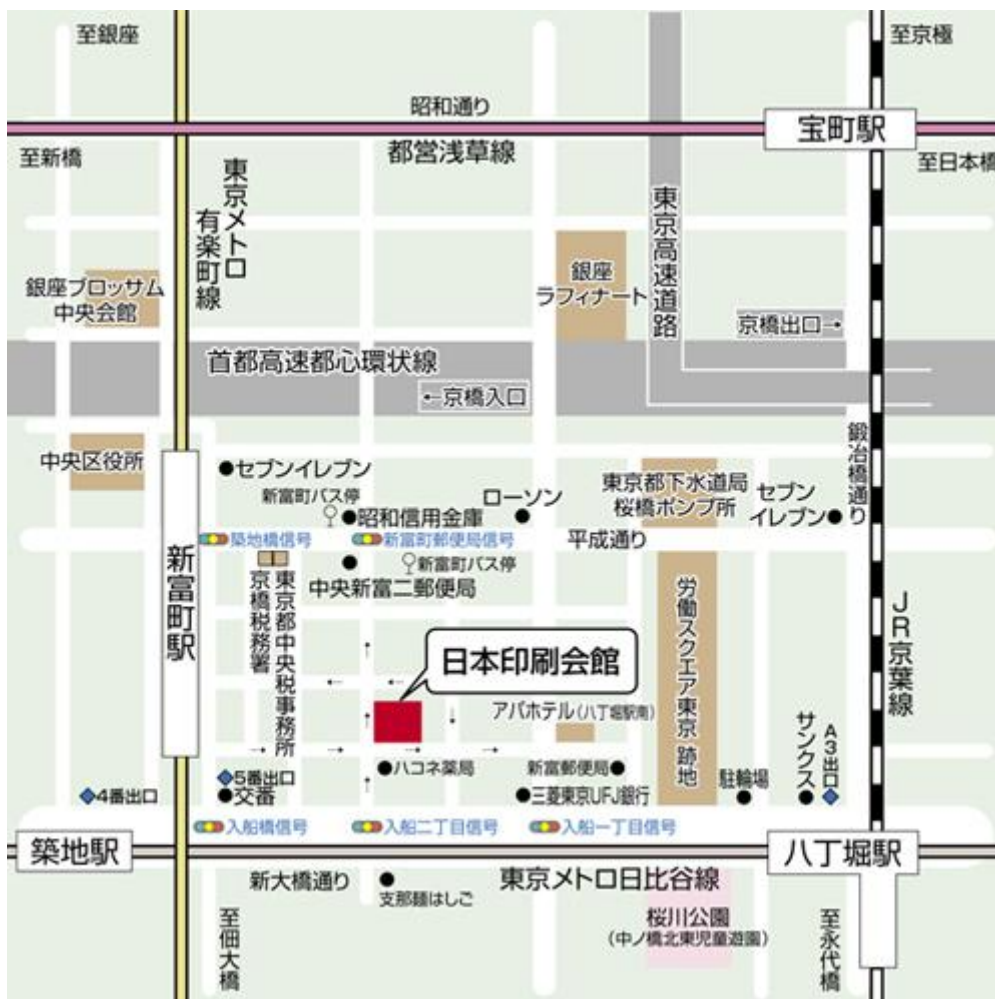 至銀座
至京極
昭和通り
宝町駅
至新橋
都営浅草線
至日本橋
東京メトロ
有楽町線
東京高速道路
銀座ブロッサム
中央会館
銀座
ラフィナート
京橋出口→
首都高速都心環状線
←京橋入口
鍛冶橋通り
中央区役所
セブンイレブン
新富町バス停
昭和信用金庫
ローソン
東京都下水道局
桜橋ポンプ所
セブン
イレブン
築地橋信号
新富町郵便局信号
平成通り
新富町駅
中央新富二郵便局
新富町バス停
東京都中央税事務所
京橋税務署
労働スクエア東京 跡地
JR京葉線
日本印刷会館
アパホテル(八丁堀駅南)
ハコネ薬局
新富郵便局
サンクス
A3出口
4番出口
5番出口
交番
三菱東京UFJ銀行
駐輪場
入船橋信号
入船二丁目信号
入船一丁目信号
築地駅
八丁堀駅
新大橋通り
東京メトロ日比谷線
支那麺はしご
至佃大橋
桜川公園
(中ノ橋北東児童遊園)
至永代橋